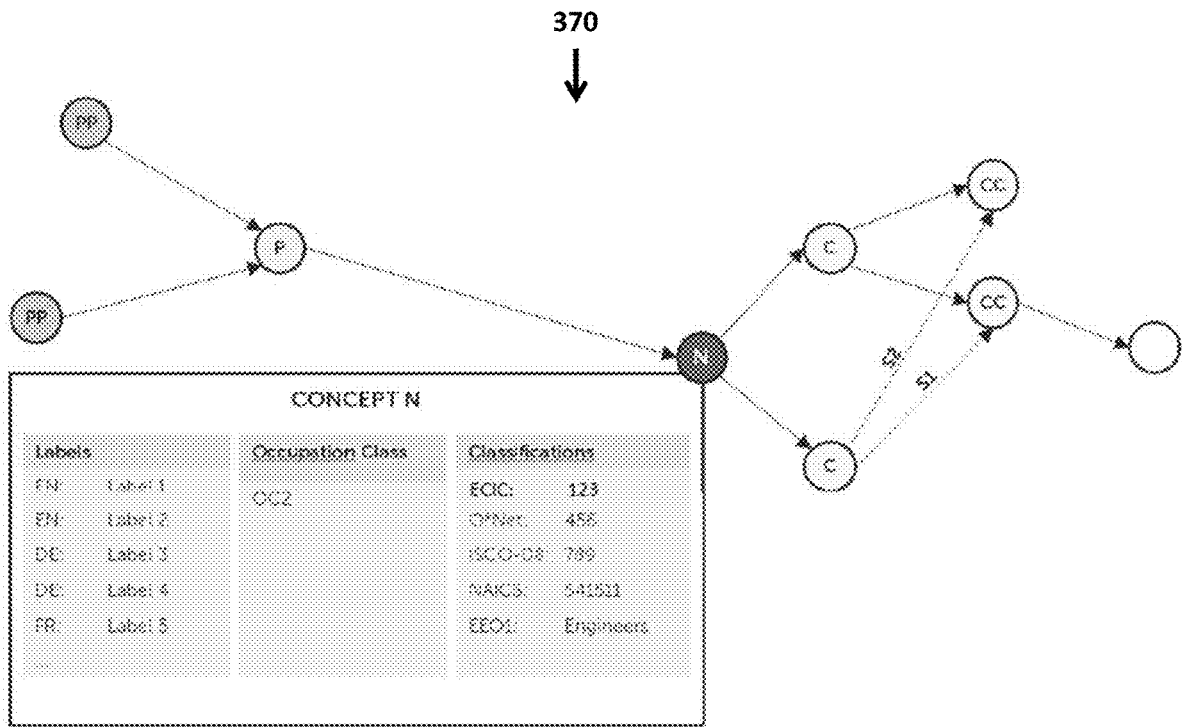 370
PP
CC
P
C
CC
PP
N
S2
S1
C
CONCEPT N
Labels
EN: Label 1
EN: Label 2
DE: Label 3
DE: Label 4
FR: Label 5
...
Occupation Class
OC2
Classifications
ECIC: 123
O*Net: 456
ISCO-08: 789
NAICS: 541511
EEO1: Engineers